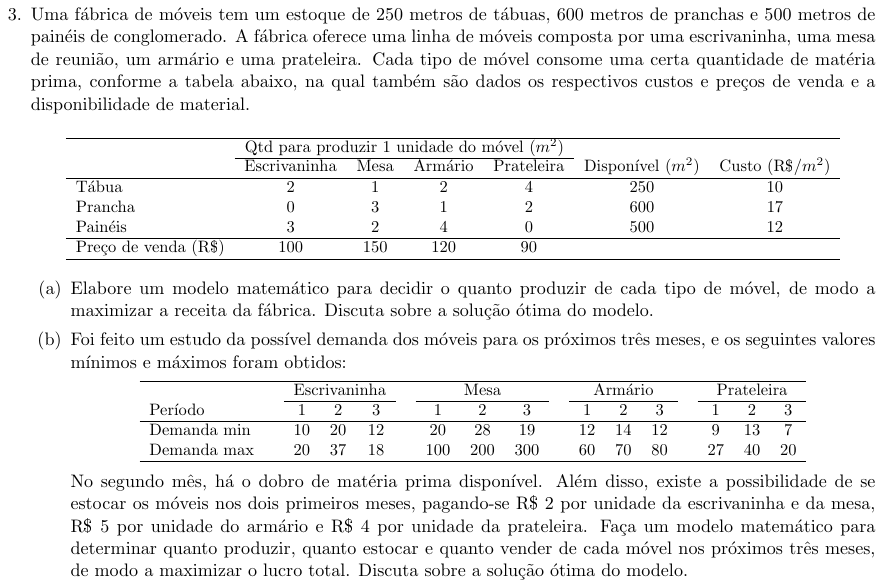 3. Uma fábrica de móveis tem um estoque de 250 metros de tábuas, 600 metros de pranchas e 500 metros de
painéis de conglomerado. A fábrica oferece uma linha de móveis composta por uma escrivaninha, uma mesa
de reunião, um armário e uma prateleira. Cada tipo de móvel consome uma certa quantidade de matéria
prima, conforme a tabela abaixo, na qual também são dados os respectivos custos e preços de venda e a
disponibilidade de material.
Qtd para produzir 1 unidade do móvel (m²)
Escrivaninha Mesa Armário Prateleira Disponível (m²) Custo (R$/m²)
Tábua 2 1 2 4 250 10
Prancha 0 3 1 2 600 17
Painéis 3 2 4 0 500 12
Preço de venda (R$) 100 150 120 90
(a) Elabore um modelo matemático para decidir o quanto produzir de cada tipo de móvel, de modo a
maximizar a receita da fábrica. Discuta sobre a solução ótima do modelo.
(b) Foi feito um estudo da possível demanda dos móveis para os próximos três meses, e os seguintes valores
mínimos e máximos foram obtidos:
Escrivaninha Mesa Armário Prateleira
Período 1 2 3 1 2 3 1 2 3 1 2 3
Demanda min 10 20 12 20 28 19 12 14 12 9 13 7
Demanda max 20 37 18 100 200 300 60 70 80 27 40 20
No segundo mês, há o dobro de matéria prima disponível. Além disso, existe a possibilidade de se
estocar os móveis nos dois primeiros meses, pagando-se R$ 2 por unidade da escrivaninha e da mesa,
R$ 5 por unidade do armário e R$ 4 por unidade da prateleira. Faça um modelo matemático para
determinar quanto produzir, quanto estocar e quanto vender de cada móvel nos próximos três meses,
de modo a maximizar o lucro total. Discuta sobre a solução ótima do modelo.